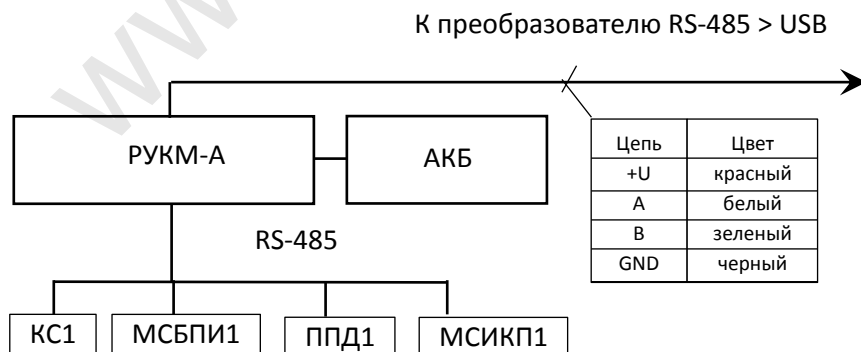 WW
К преобразователю RS-485 > USB
РУКМ-А
АКБ
Цепь Цвет
+U красный
A белый
B зеленый
GND черный
RS-485
КС1 МСБПИ1 ППД1 МСИКП1